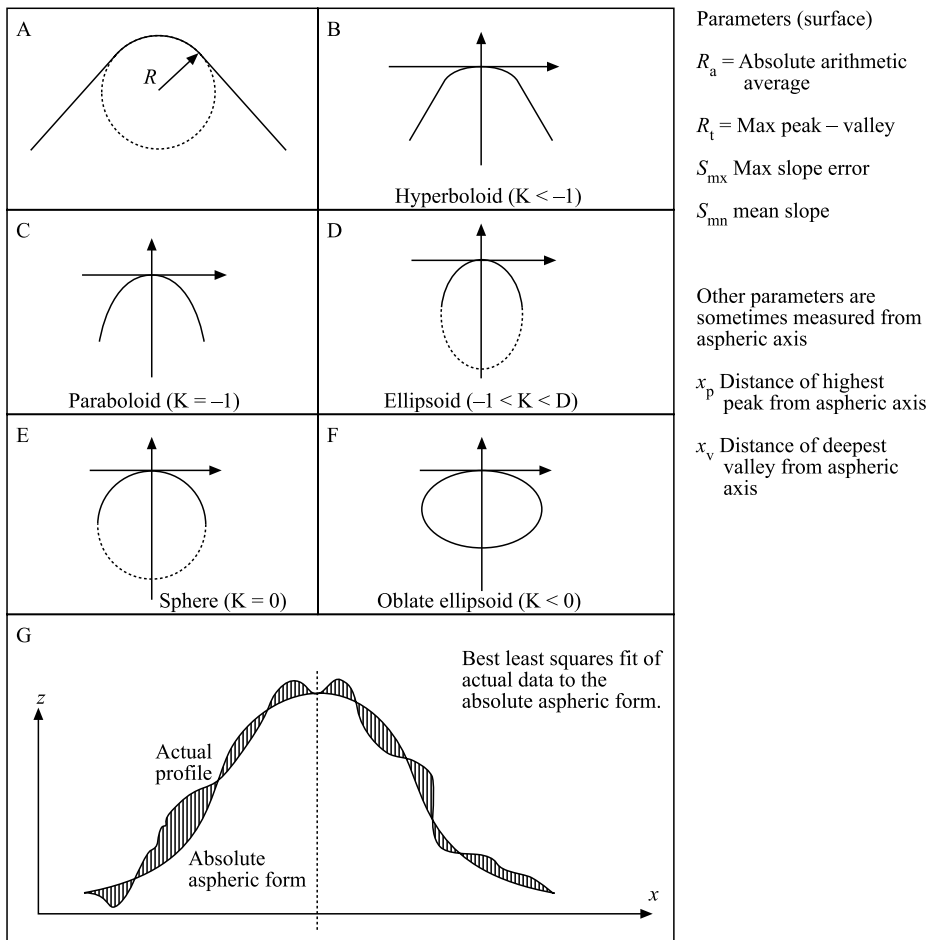 A
R
B
Hyperboloid (K < –1)
C
Paraboloid (K = –1)
D
Ellipsoid (–1 < K < D)
E
Sphere (K = 0)
F
Oblate ellipsoid (K < 0)
G
Best least squares fit of
actual data to the
absolute aspheric form.
z
Actual
profile
Absolute
aspheric form
x
Parameters (surface)
Ra = Absolute arithmetic
average
Rt = Max peak – valley
Smx Max slope error
Smn mean slope
Other parameters are
sometimes measured from
aspheric axis
xp Distance of highest
peak from aspheric axis
xv Distance of deepest
valley from aspheric
axis